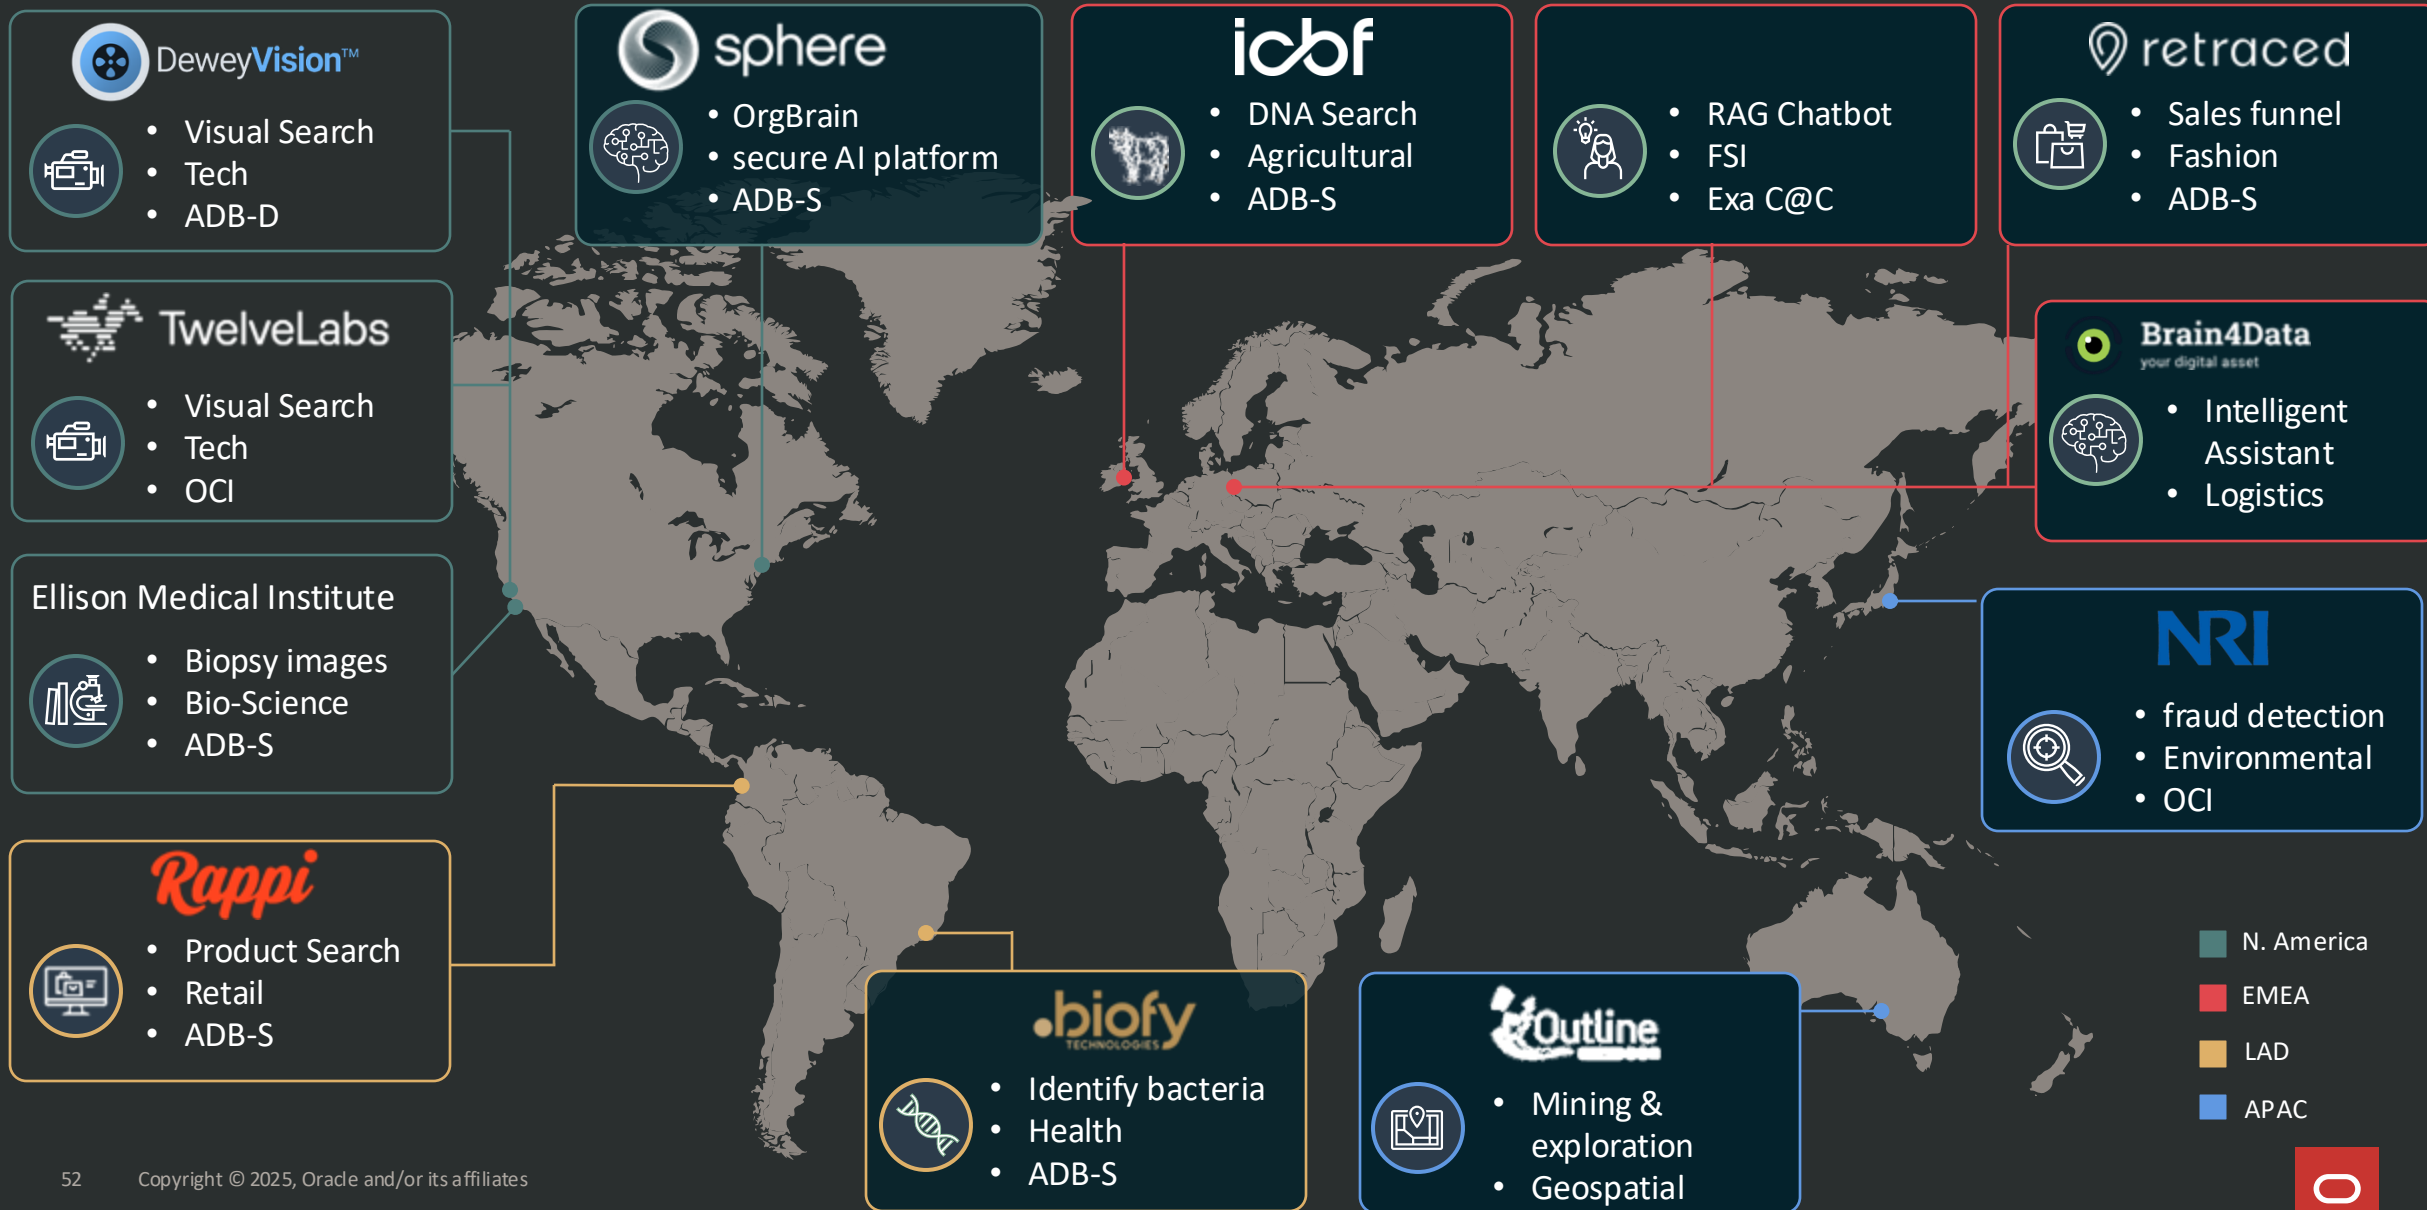 DeweyVision™
• Visual Search
• Tech
• ADB-D
sphere
• OrgBrain
• secure AI platform
• ADB-S
icbf
• DNA Search
• Agricultural
• ADB-S
• RAG Chatbot
• FSI
• Exa C@C
retraced
• Sales funnel
• Fashion
• ADB-S
TwelveLabs
• Visual Search
• Tech
• OCI
Brain4Data
your digital asset
• Intelligent
Assistant
• Logistics
Ellison Medical Institute
• Biopsy images
• Bio-Science
• ADB-S
NRI
• fraud detection
• Environmental
• OCI
Rappi
• Product Search
• Retail
• ADB-S
.biofy
TECHNOLOGIES
• Identify bacteria
• Health
• ADB-S
Outline
• Mining &
exploration
• Geospatial
N. America
EMEA
LAD
APAC
52
Copyright © 2025, Oracle and/or its affiliates